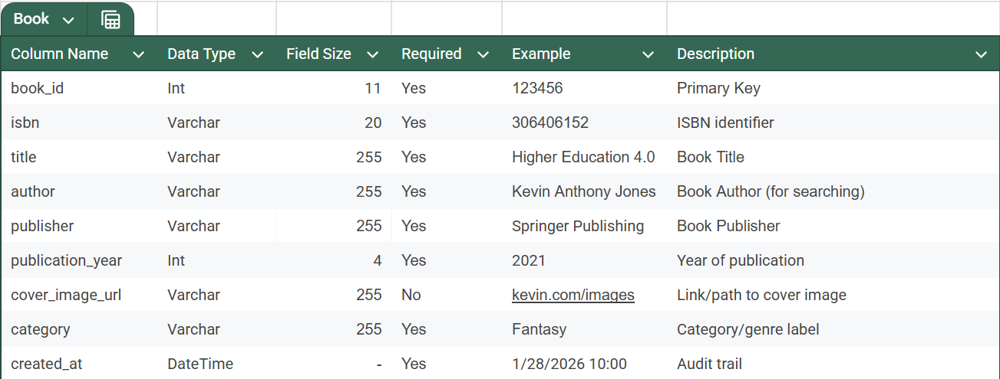 Book
Column Name Data Type Field Size Required Example Description
book_id Int 11 Yes 123456 Primary Key
isbn Varchar 20 Yes 306406152 ISBN identifier
title Varchar 255 Yes Higher Education 4.0 Book Title
author Varchar 255 Yes Kevin Anthony Jones Book Author (for searching)
publisher Varchar 255 Yes Springer Publishing Book Publisher
publication_year Int 4 Yes 2021 Year of publication
cover_image_url Varchar 255 No kevin.com/images Link/path to cover image
category Varchar 255 Yes Fantasy Category/genre label
created_at DateTime - Yes 1/28/2026 10:00 Audit trail